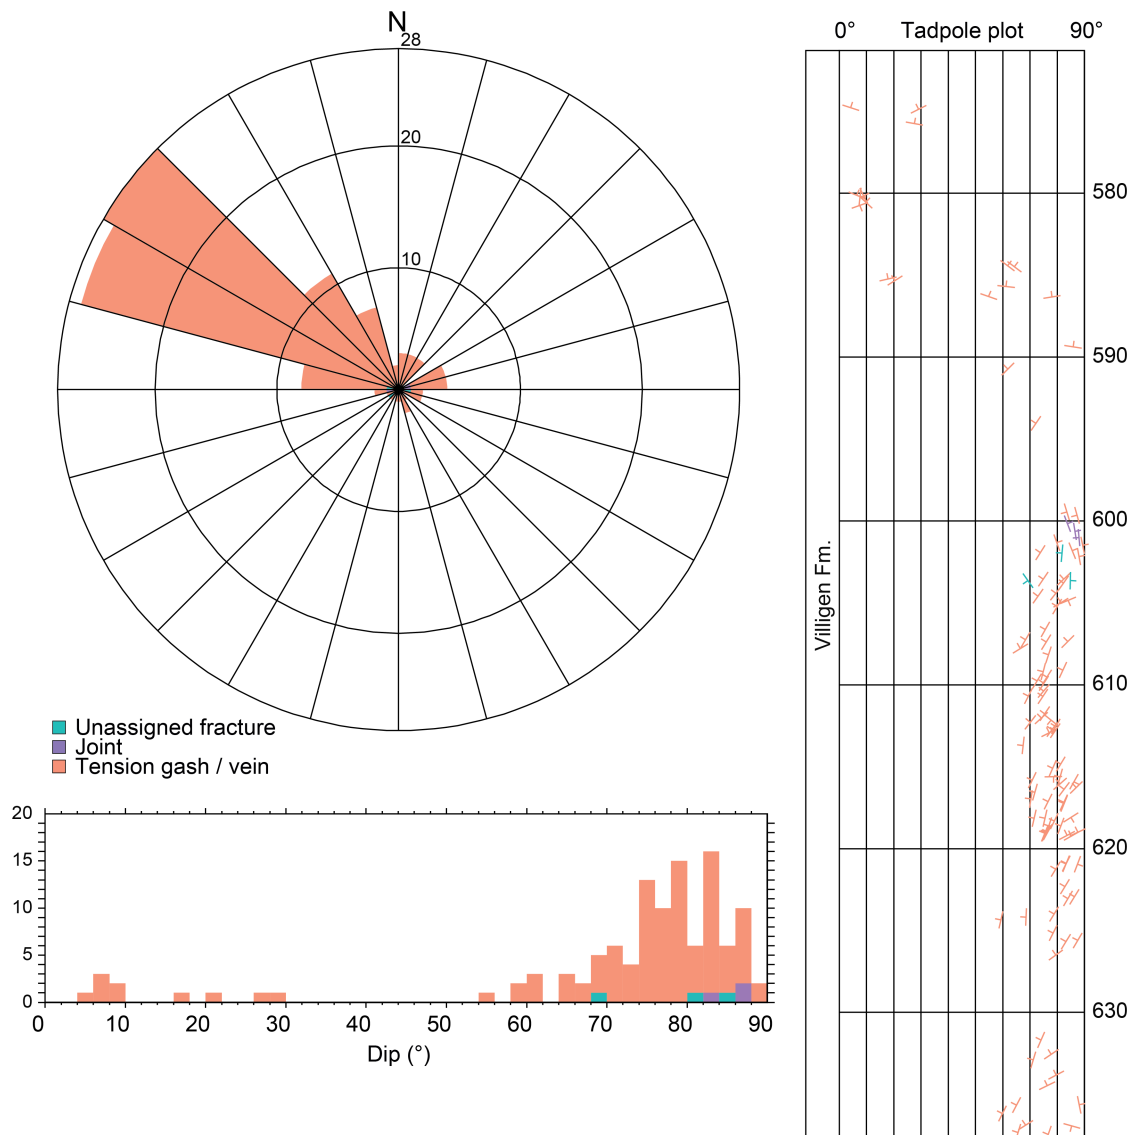 N
28
20
10
Unassigned fracture
Joint
Tension gash / vein
20
15
10
5
0
0 10 20 30 40 50 60 70 80 90
Dip (°)
0° Tadpole plot 90°
580
590
600
Villigen Fm.
610
620
630